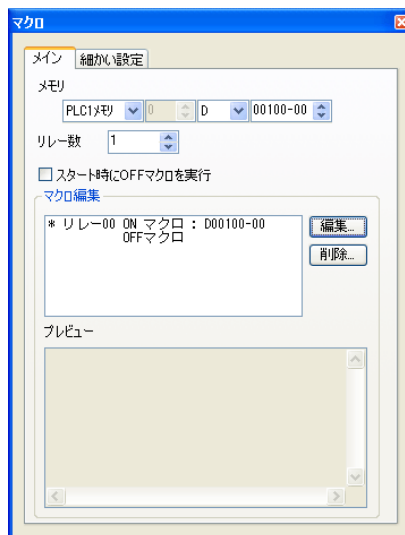 マクロ
メイン 細かい設定
メモリ
PLC1メモリ 0 D 00100-00
リレー数 1
スタート時にOFFマクロを実行
マクロ編集
* リレー00 ON マクロ : D00100-00
OFFマクロ
編集...
削除...
プレビュー